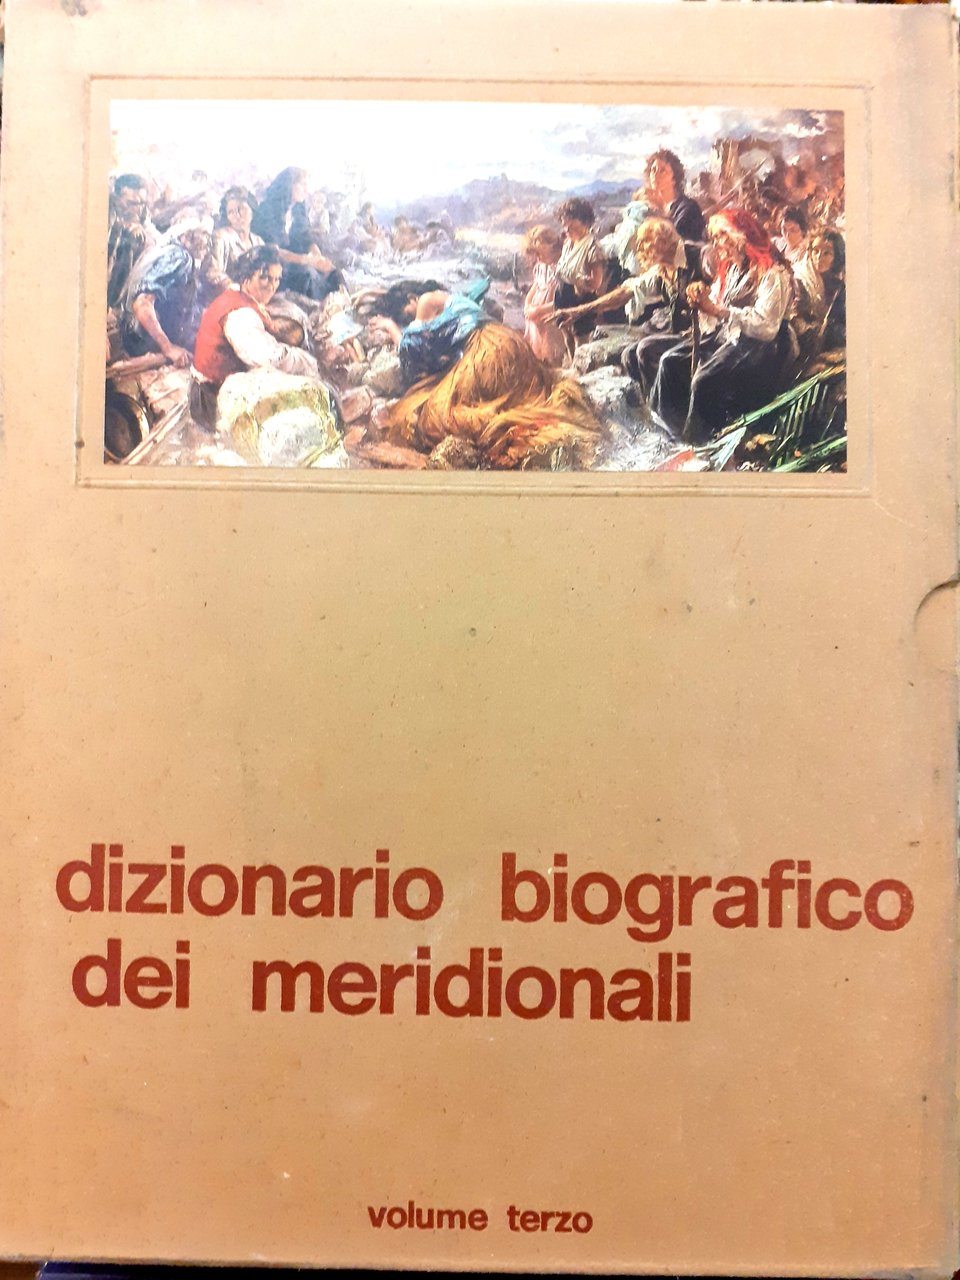 dizionario biografico
dei meridionali
volume terzo